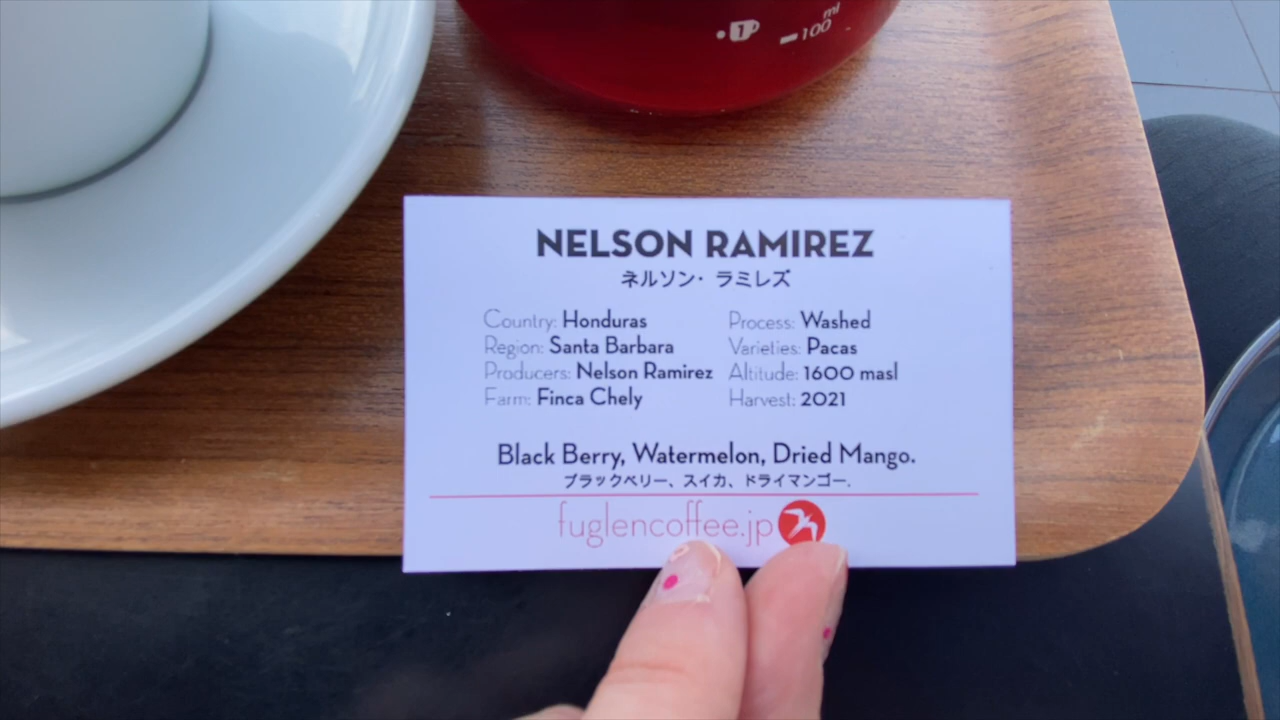 1
100 ml
NELSON RAMIREZ
ネルソン・ラミレズ
Country: Honduras
Region: Santa Barbara
Producers: Nelson Ramirez
Farm: Finca Chely
Process: Washed
Varieties: Pacas
Altitude: 1600 masl
Harvest: 2021
Black Berry, Watermelon, Dried Mango.
ブラックベリー、スイカ、ドライマンゴー.
fuglencoffee.jp